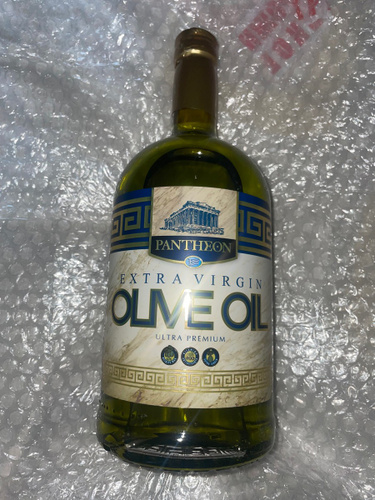 PANTHEON
EXTRA VIRGIN
OLIVE OIL
ULTRA PREMIUM